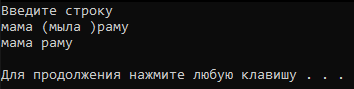 Введите строку
мама (мыла )раму
мама раму
Для продолжения нажмите любую клавишу . . .